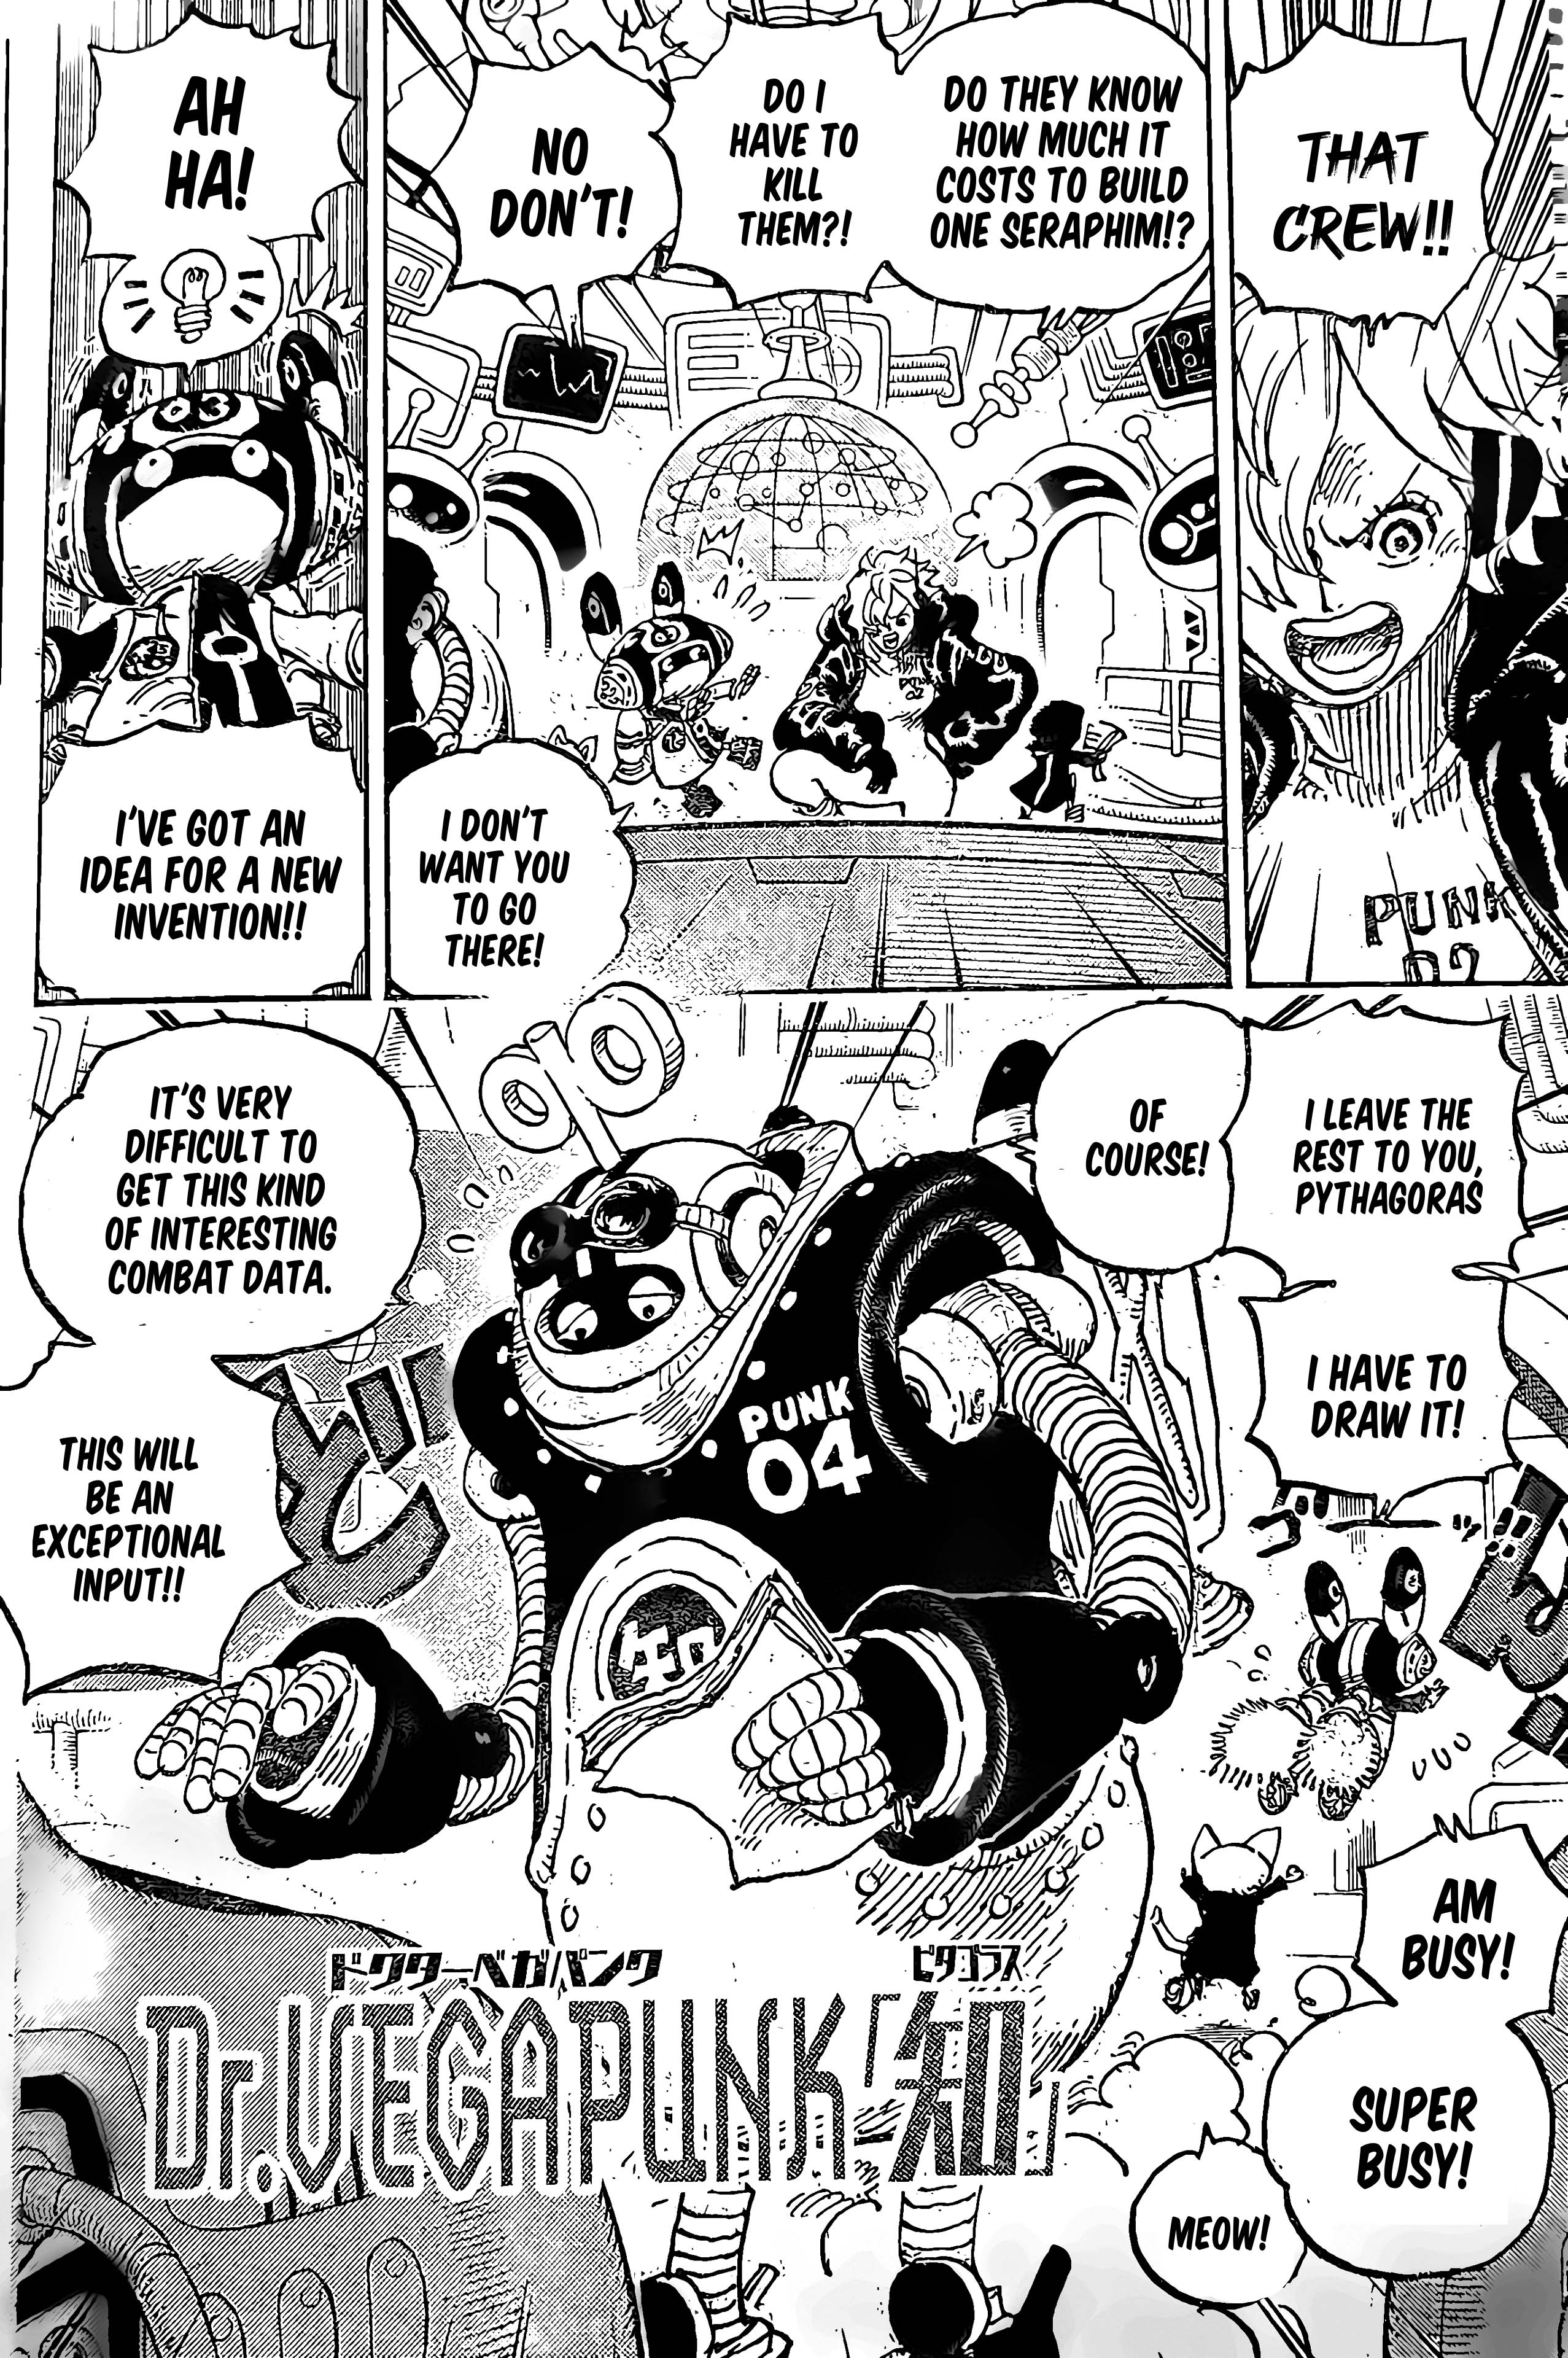 THAT
CREW!!
PUNK
02
DO THEY KNOW
HOW MUCH IT
COSTS TO BUILD
ONE SERAPHIM!?
DO I
HAVE TO
KILL
THEM?!
NO
DON'T!
I DON'T
WANT YOU
TO GO
THERE!
AH
HA!
03
I'VE GOT AN
IDEA FOR A NEW
INVENTION!!
I LEAVE THE
REST TO YOU,
PYTHAGORAS
OF
COURSE!
I HAVE TO
DRAW IT!
IT'S VERY
DIFFICULT TO
GET THIS KIND
OF INTERESTING
COMBAT DATA.
THIS WILL
BE AN
EXCEPTIONAL
INPUT!!
PUNK
04
知
AM
BUSY!
SUPER
BUSY!
MEOW!
ドクターベガパンク ピタゴラス
Dr.VEGAPUNK「知」